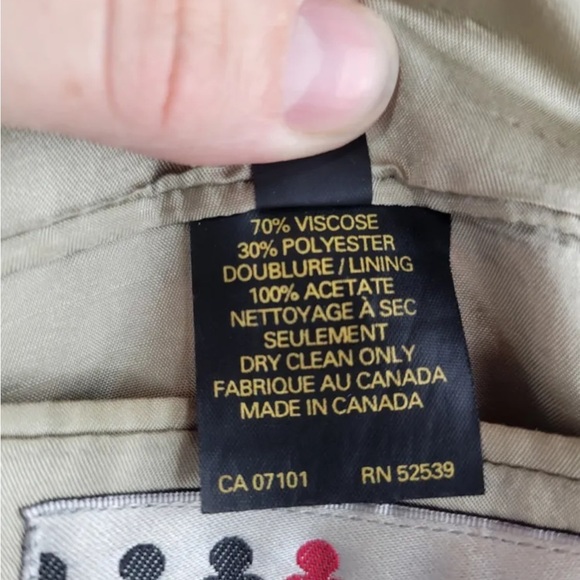 70% VISCOSE
30% POLYESTER
DOUBLURE / LINING
100% ACETATE
NETTOYAGE À SEC
SEULEMENT
DRY CLEAN ONLY
FABRIQUE AU CANADA
MADE IN CANADA
CA 07101 RN 52539